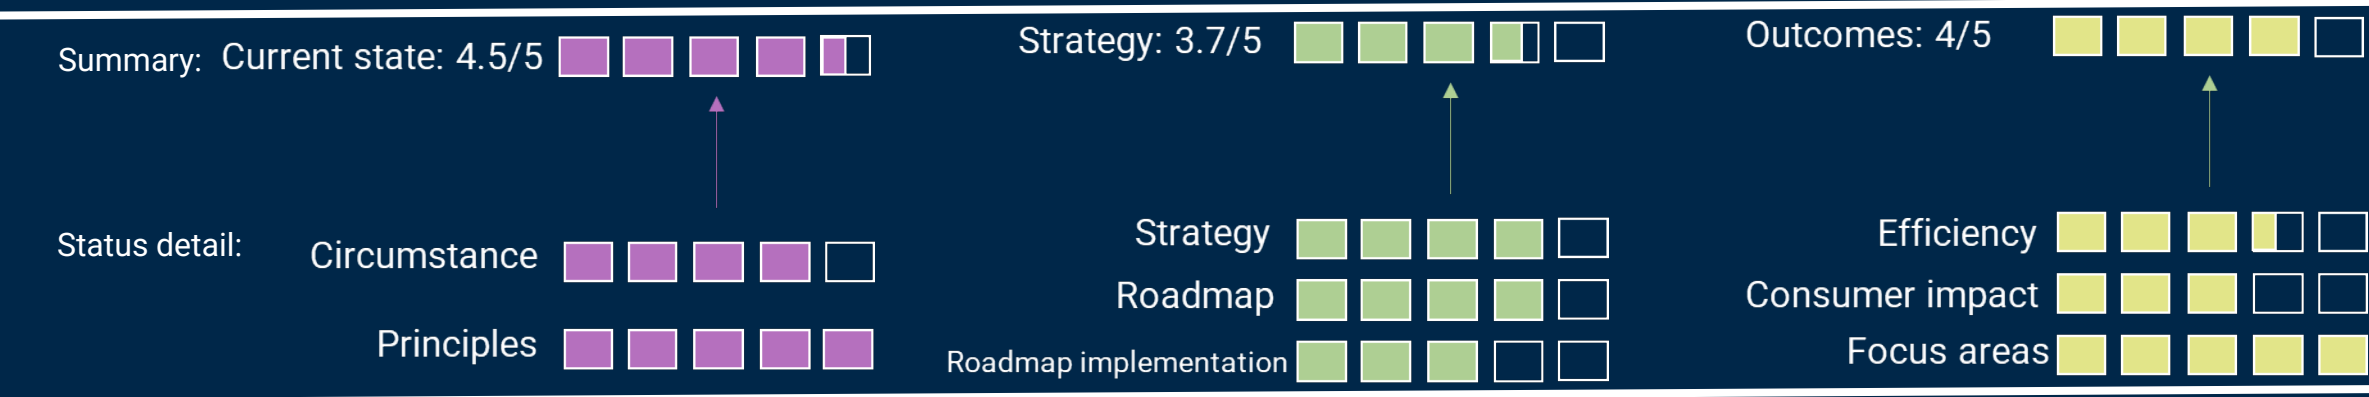 Summary: Current state: 4.5/5
Strategy: 3.7/5
Outcomes: 4/5
Status detail:
Circumstance
Principles
Strategy
Roadmap
Roadmap implementation
Efficiency
Consumer impact
Focus areas